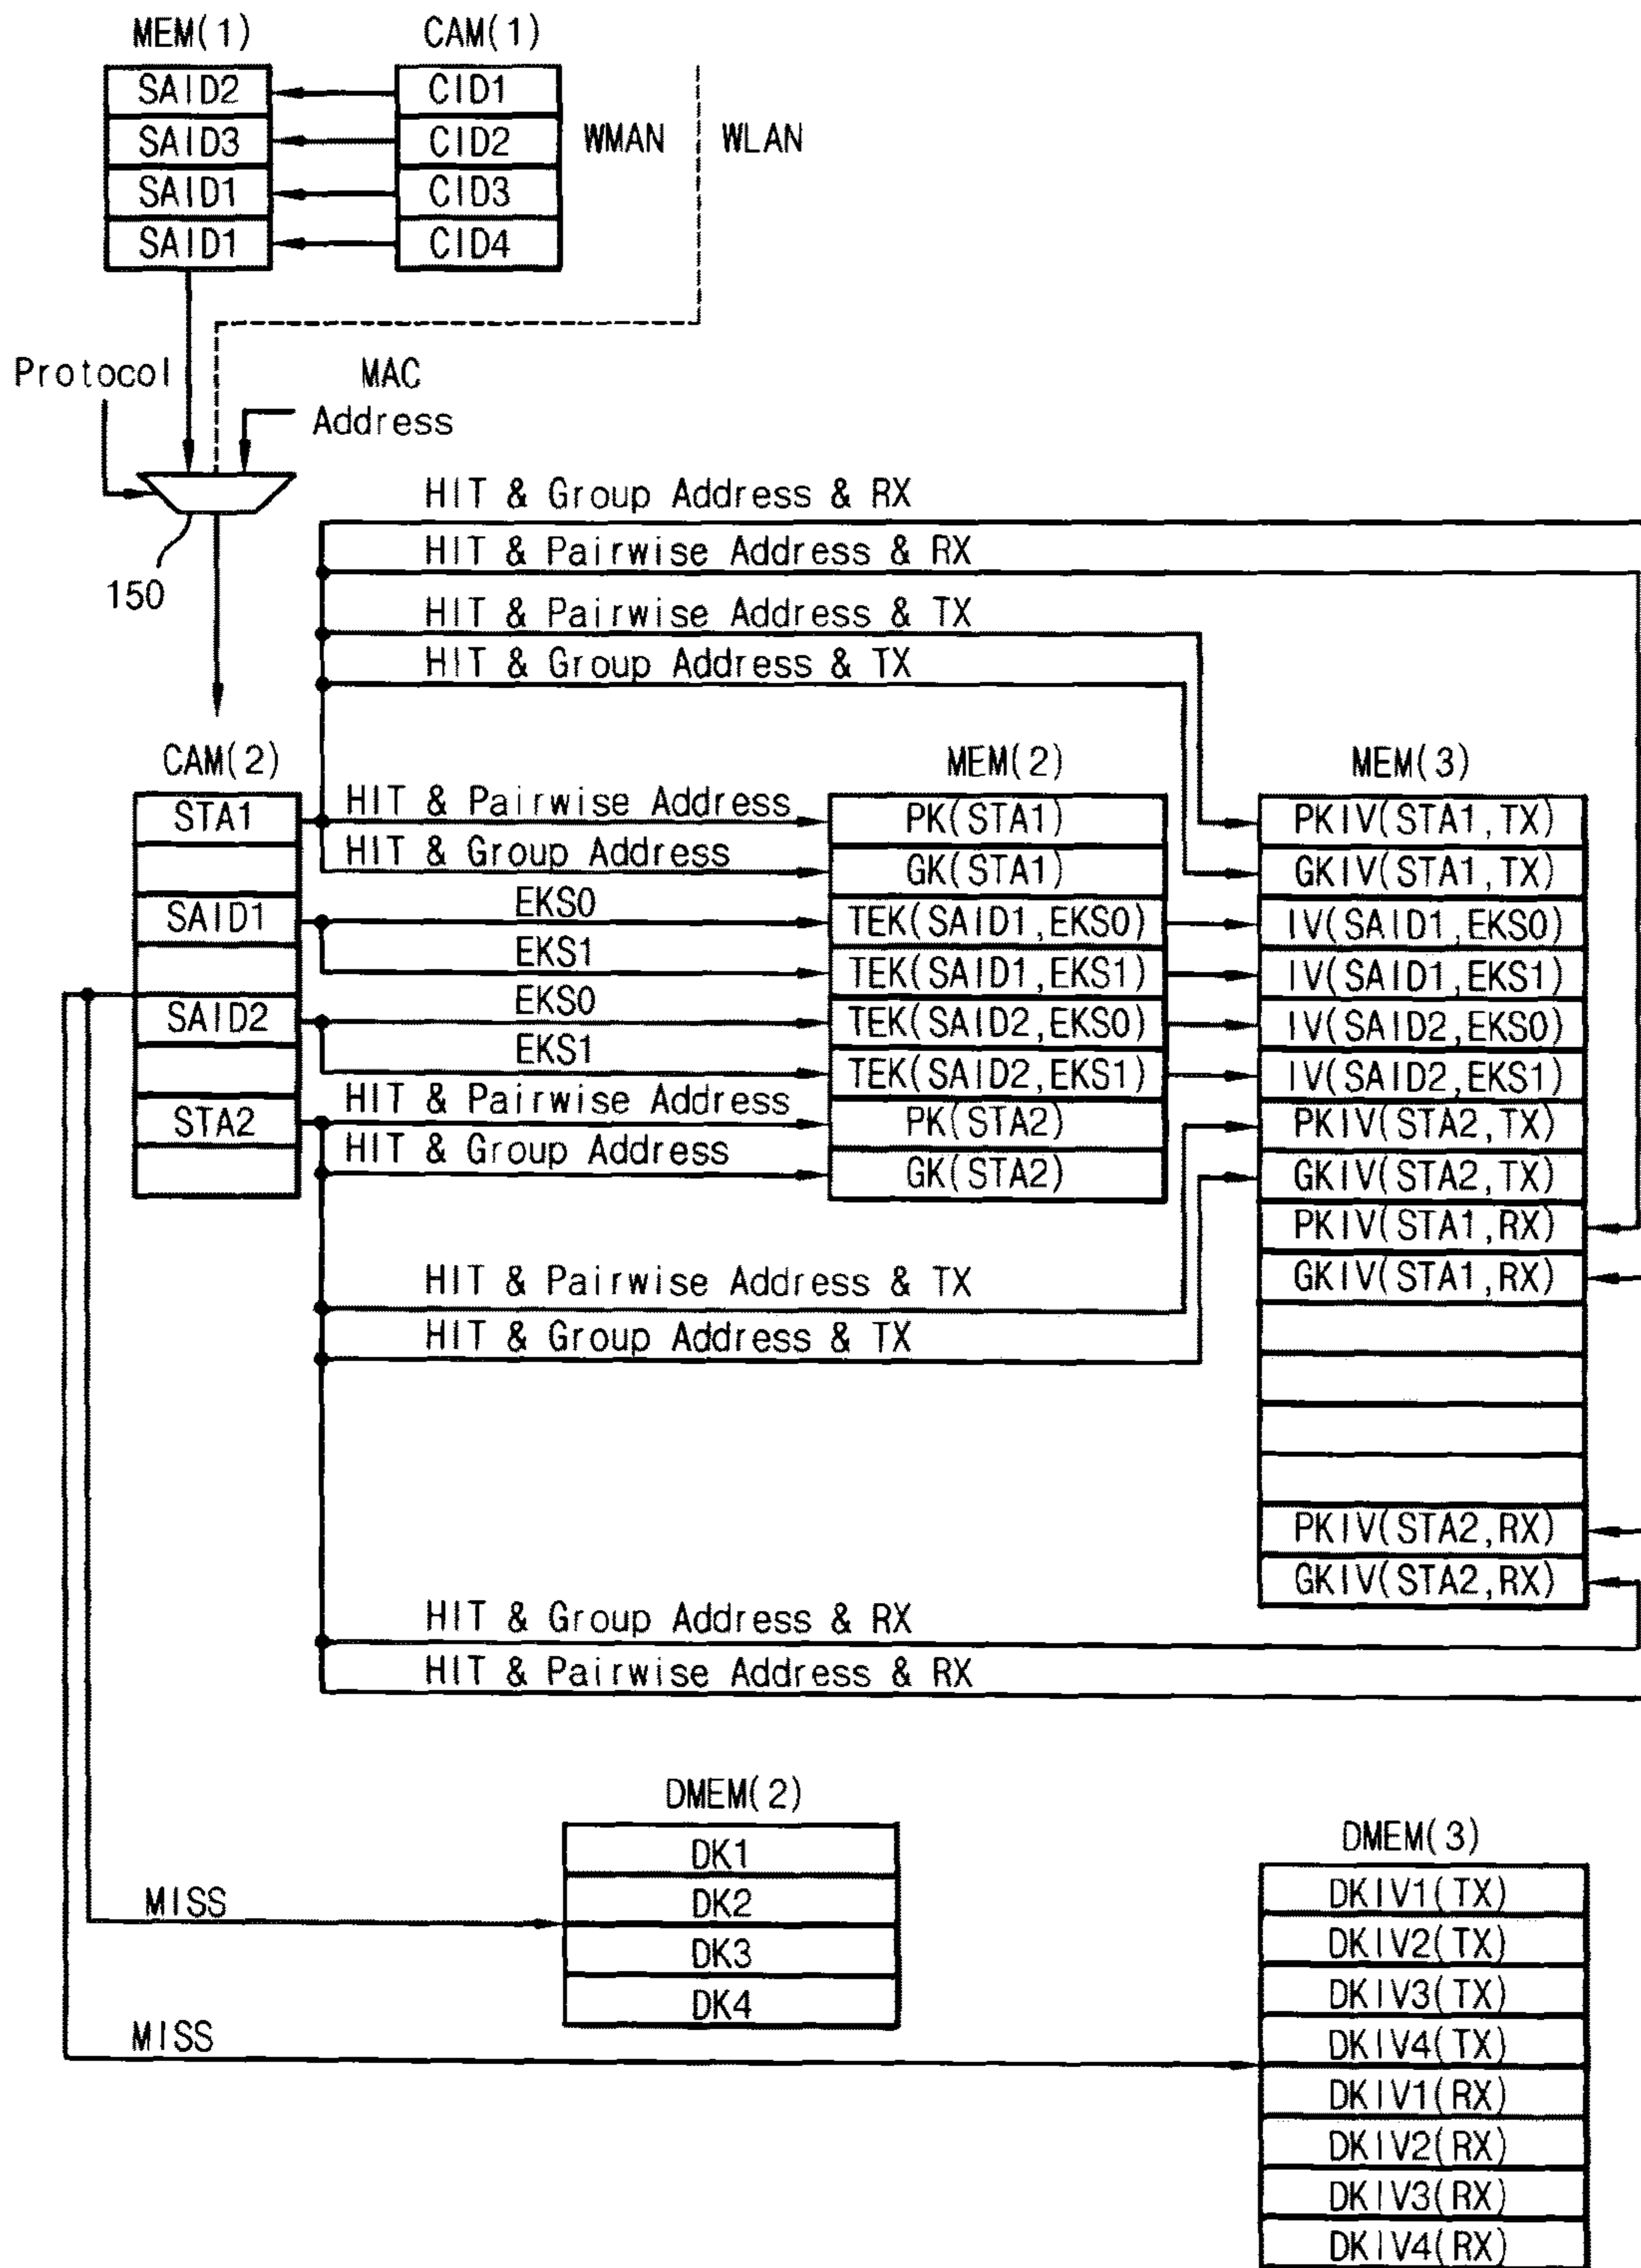 MEM(1)
CAM(1)
SAID2
CID1
SAID3
CID2
WMAN
WLAN
SAID1
CID3
SAID1
CID4
Protocol
MAC
Address
150
HIT & Group Address & RX
HIT & Pairwise Address & RX
HIT & Pairwise Address & TX
HIT & Group Address & TX
CAM(2)
MEM(2)
MEM(3)
STA1
HIT & Pairwise Address
PK(STA1)
PKIV(STA1,TX)
HIT & Group Address
GK(STA1)
GKIV(STA1,TX)
SAID1
EKS0
TEK(SAID1,EKS0)
IV(SAID1,EKS0)
EKS1
TEK(SAID1,EKS1)
IV(SAID1,EKS1)
SAID2
EKS0
TEK(SAID2,EKS0)
IV(SAID2,EKS0)
EKS1
TEK(SAID2,EKS1)
IV(SAID2,EKS1)
STA2
HIT & Pairwise Address
PK(STA2)
PKIV(STA2,TX)
HIT & Group Address
GK(STA2)
GKIV(STA2,TX)
PKIV(STA1,RX)
GKIV(STA1,RX)
HIT & Pairwise Address & TX
HIT & Group Address & TX
PKIV(STA2,RX)
GKIV(STA2,RX)
HIT & Group Address & RX
HIT & Pairwise Address & RX
DMEM(2)
DK1
DK2
DK3
DK4
MISS
MISS
DMEM(3)
DKIV1(TX)
DKIV2(TX)
DKIV3(TX)
DKIV4(TX)
DKIV1(RX)
DKIV2(RX)
DKIV3(RX)
DKIV4(RX)